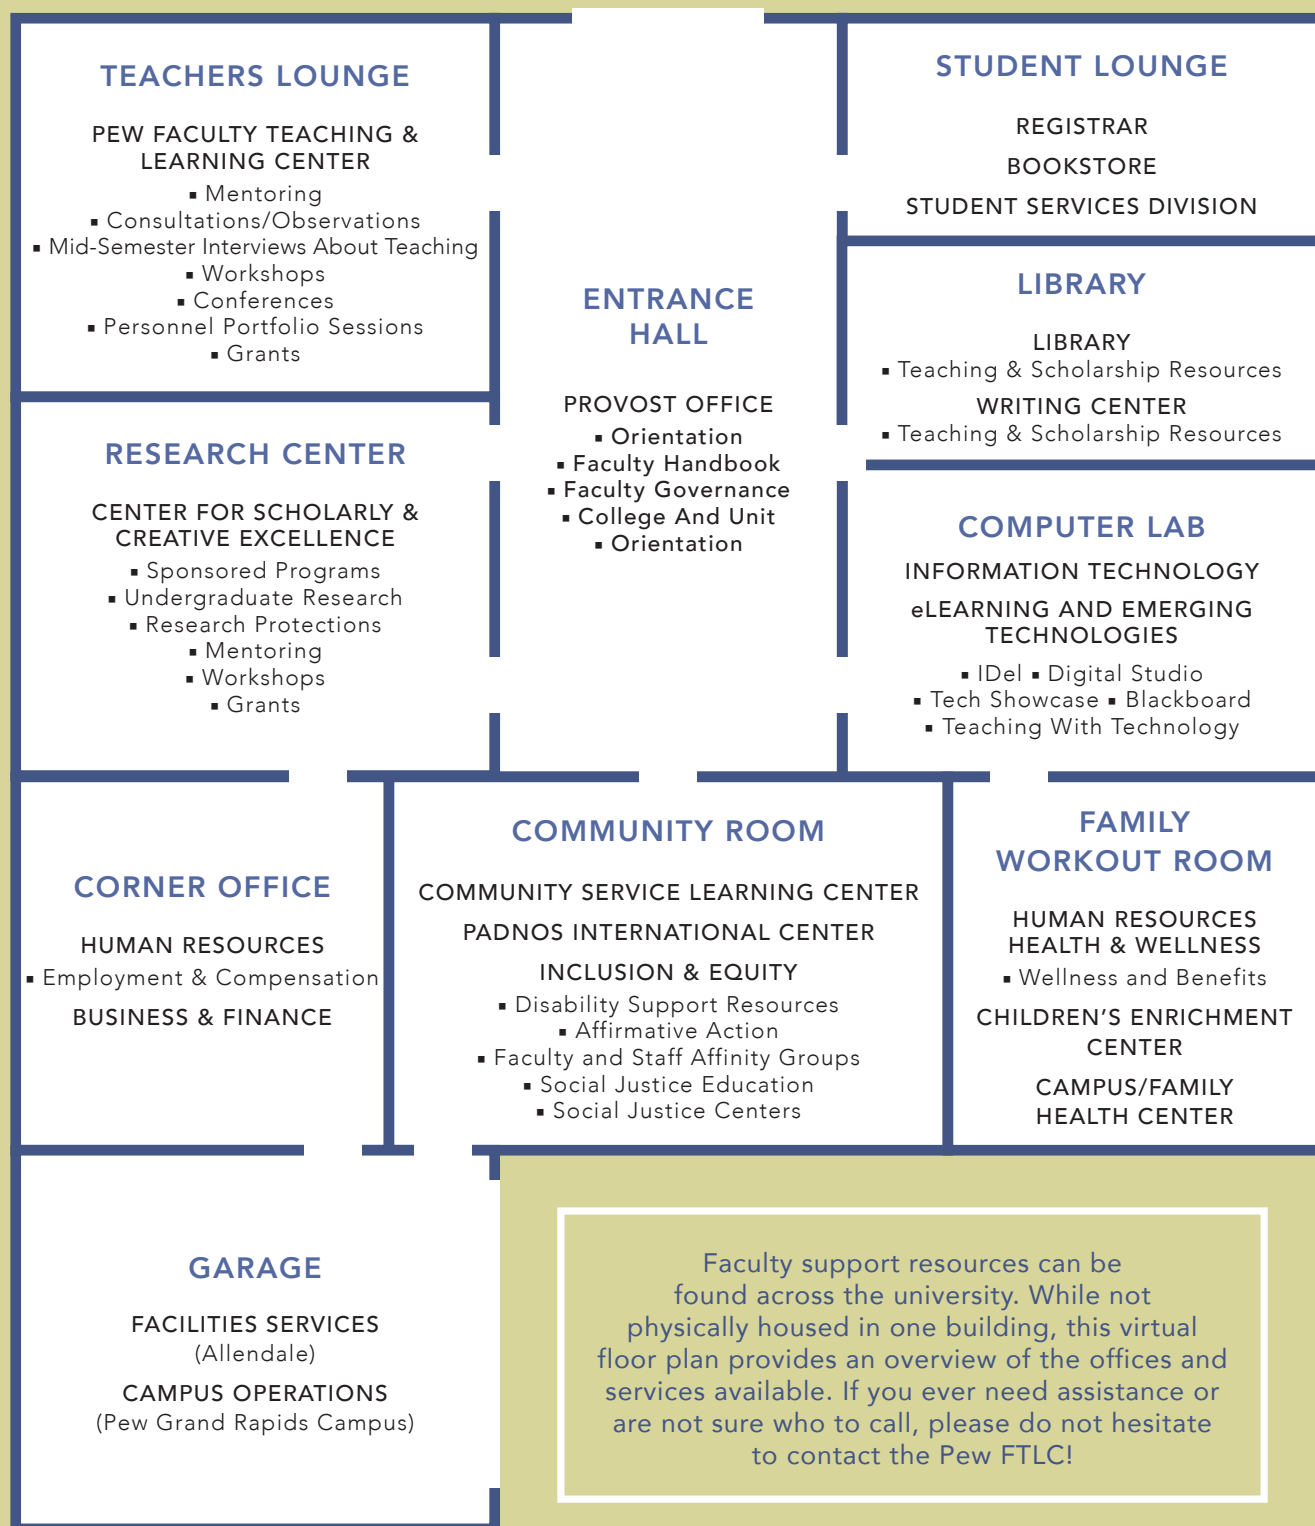 TEACHERS LOUNGE
PEW FACULTY TEACHING &
LEARNING CENTER
▪ Mentoring
▪ Consultations/Observations
▪ Mid-Semester Interviews About Teaching
▪ Workshops
▪ Conferences
▪ Personnel Portfolio Sessions
▪ Grants
RESEARCH CENTER
CENTER FOR SCHOLARLY &
CREATIVE EXCELLENCE
▪ Sponsored Programs
▪ Undergraduate Research
▪ Research Protections
▪ Mentoring
▪ Workshops
▪ Grants
ENTRANCE
HALL
PROVOST OFFICE
▪ Orientation
▪ Faculty Handbook
▪ Faculty Governance
▪ College And Unit
▪ Orientation
STUDENT LOUNGE
REGISTRAR
BOOKSTORE
STUDENT SERVICES DIVISION
LIBRARY
LIBRARY
▪ Teaching & Scholarship Resources
WRITING CENTER
▪ Teaching & Scholarship Resources
COMPUTER LAB
INFORMATION TECHNOLOGY
eLEARNING AND EMERGING
TECHNOLOGIES
▪ IDel ▪ Digital Studio
▪ Tech Showcase ▪ Blackboard
▪ Teaching With Technology
CORNER OFFICE
HUMAN RESOURCES
▪ Employment & Compensation
BUSINESS & FINANCE
COMMUNITY ROOM
COMMUNITY SERVICE LEARNING CENTER
PADNOS INTERNATIONAL CENTER
INCLUSION & EQUITY
▪ Disability Support Resources
▪ Affirmative Action
▪ Faculty and Staff Affinity Groups
▪ Social Justice Education
▪ Social Justice Centers
FAMILY
WORKOUT ROOM
HUMAN RESOURCES
HEALTH & WELLNESS
▪ Wellness and Benefits
CHILDREN’S ENRICHMENT
CENTER
CAMPUS/FAMILY
HEALTH CENTER
GARAGE
FACILITIES SERVICES
(Allendale)
CAMPUS OPERATIONS
(Pew Grand Rapids Campus)
Faculty support resources can be
found across the university. While not
physically housed in one building, this virtual
floor plan provides an overview of the offices and
services available. If you ever need assistance or
are not sure who to call, please do not hesitate
to contact the Pew FTLC!